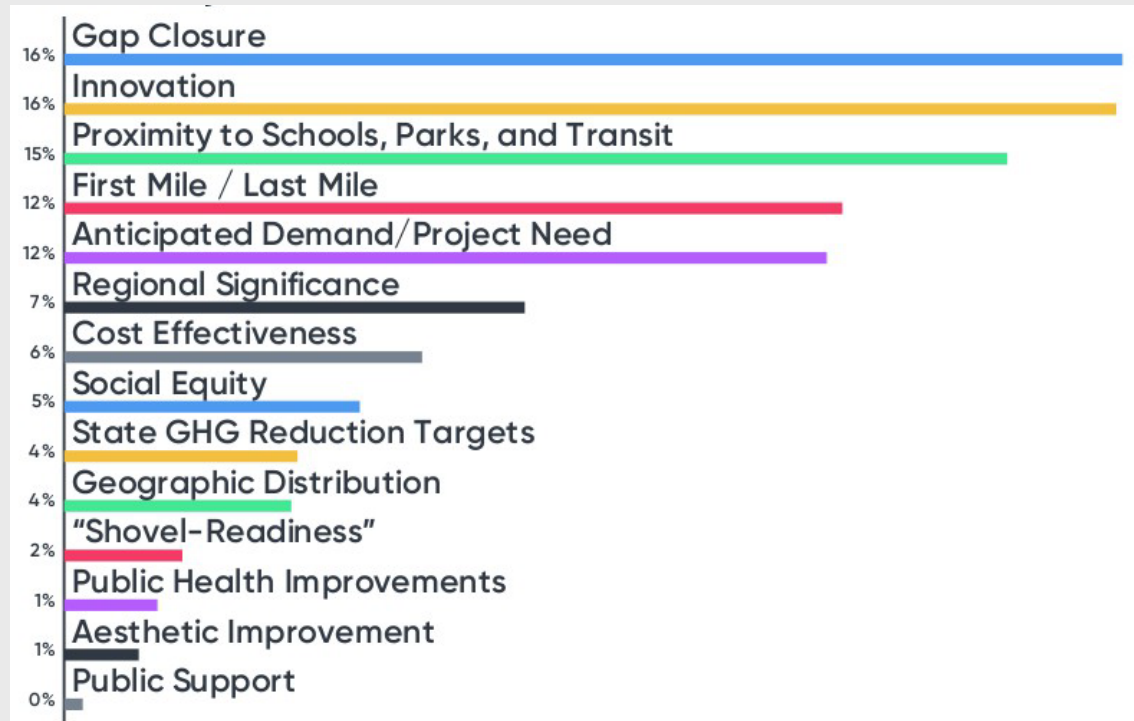 Gap Closure
16%
Innovation
16%
Proximity to Schools, Parks, and Transit
15%
First Mile / Last Mile
12%
Anticipated Demand/Project Need
12%
Regional Significance
7%
Cost Effectiveness
6%
Social Equity
5%
State GHG Reduction Targets
4%
Geographic Distribution
4%
“Shovel-Readiness”
2%
Public Health Improvements
1%
Aesthetic Improvement
1%
Public Support
0%